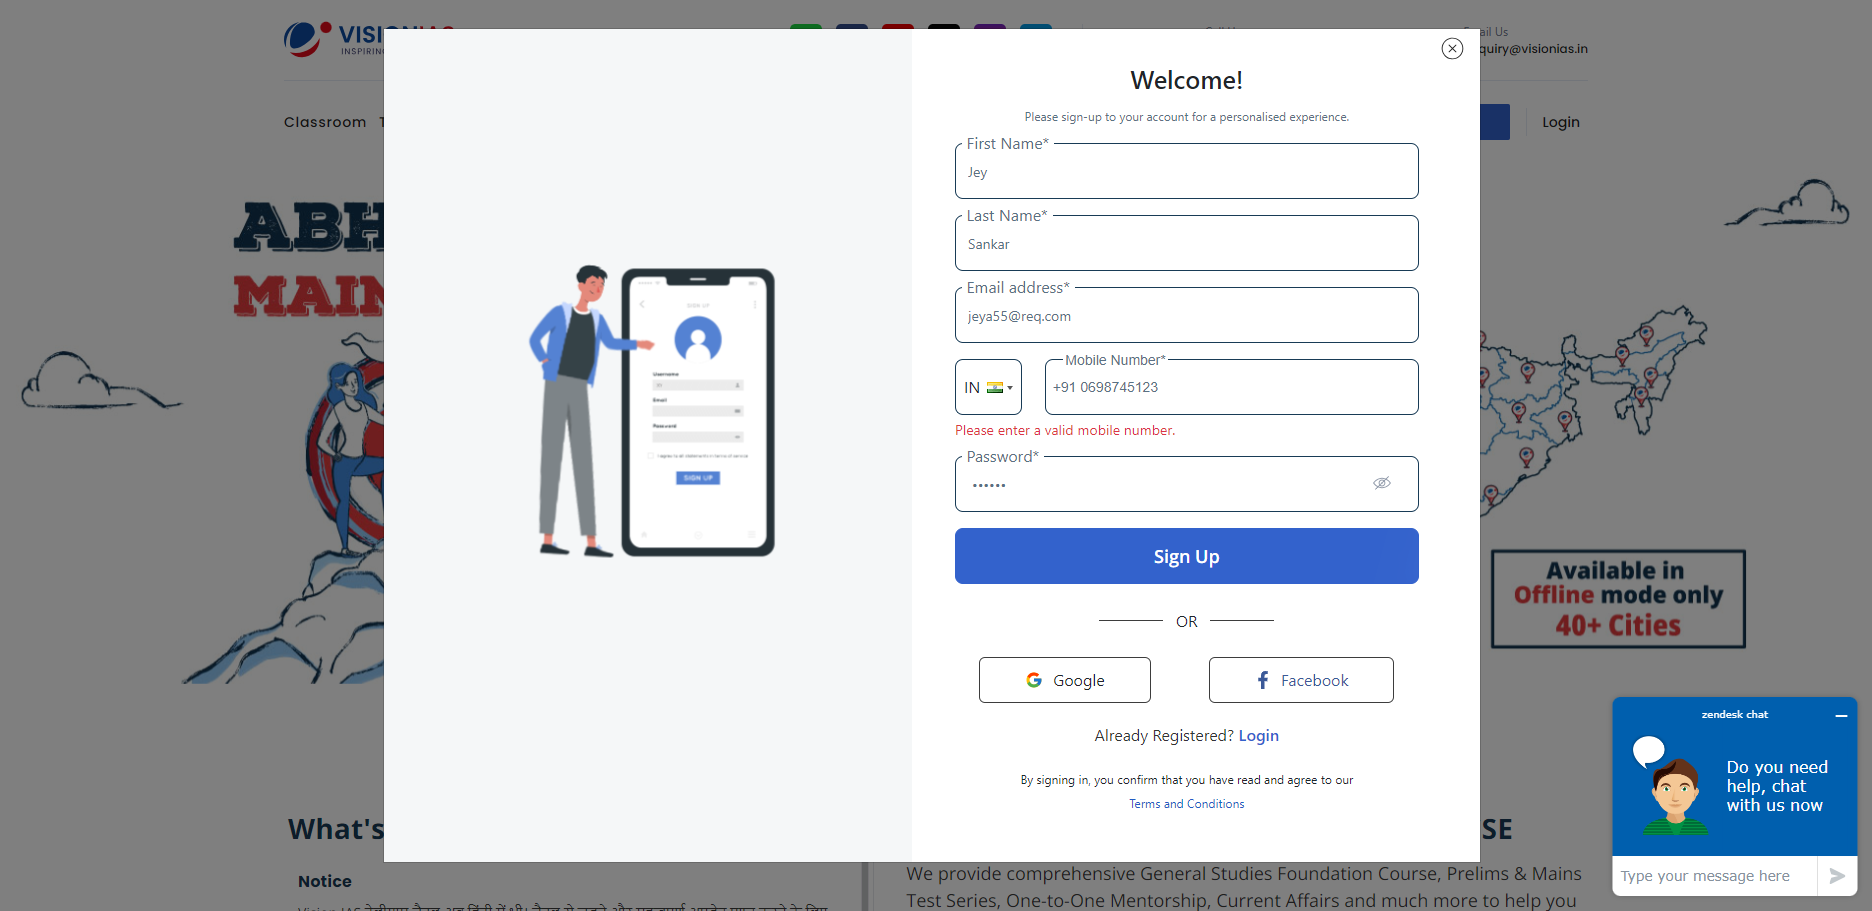 VISION
INSPIRING
ail Us
quiry@visionias.in
Classroom
Login
ABH
MAIN
Welcome!
Please sign-up to your account for a personalised experience.
First Name*
Jey
Last Name*
Sankar
Email address*
jeya55@req.com
IN
Mobile Number*
+91 0698745123
Please enter a valid mobile number.
Password*
••••••
Sign Up
OR
Google
Facebook
Already Registered? Login
By signing in, you confirm that you have read and agree to our
Terms and Conditions
SIGN UP
Username
Email
Password
SIGN UP
Available in
Offline mode only
40+ Cities
zendesk chat
Do you need
help, chat
with us now
Type your message here
What's
SE
Notice
We provide comprehensive General Studies Foundation Course, Prelims & Mains
Test Series, One-to-One Mentorship, Current Affairs and much more to help you